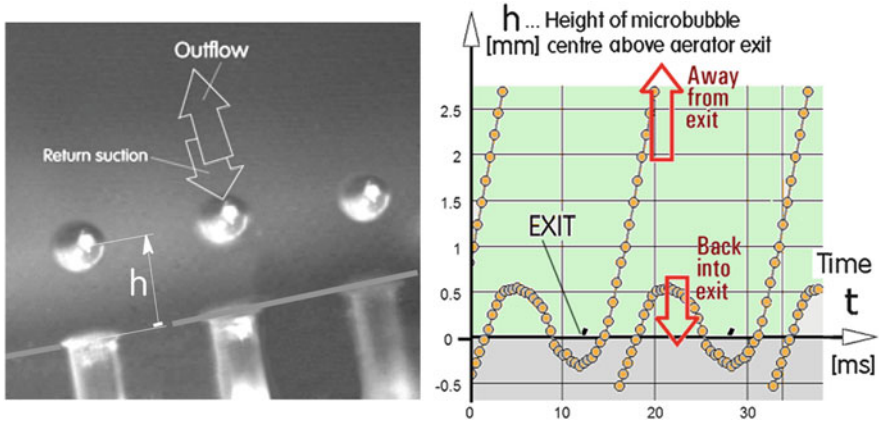 Outflow
Return suction
h
h ... Height of microbubble
[mm] centre above aerator exit
Away
from
exit
2.5
2
1.5
1
0.5
0
-0.5
EXIT
Back
into
exit
Time
t
[ms]
0
10
20
30